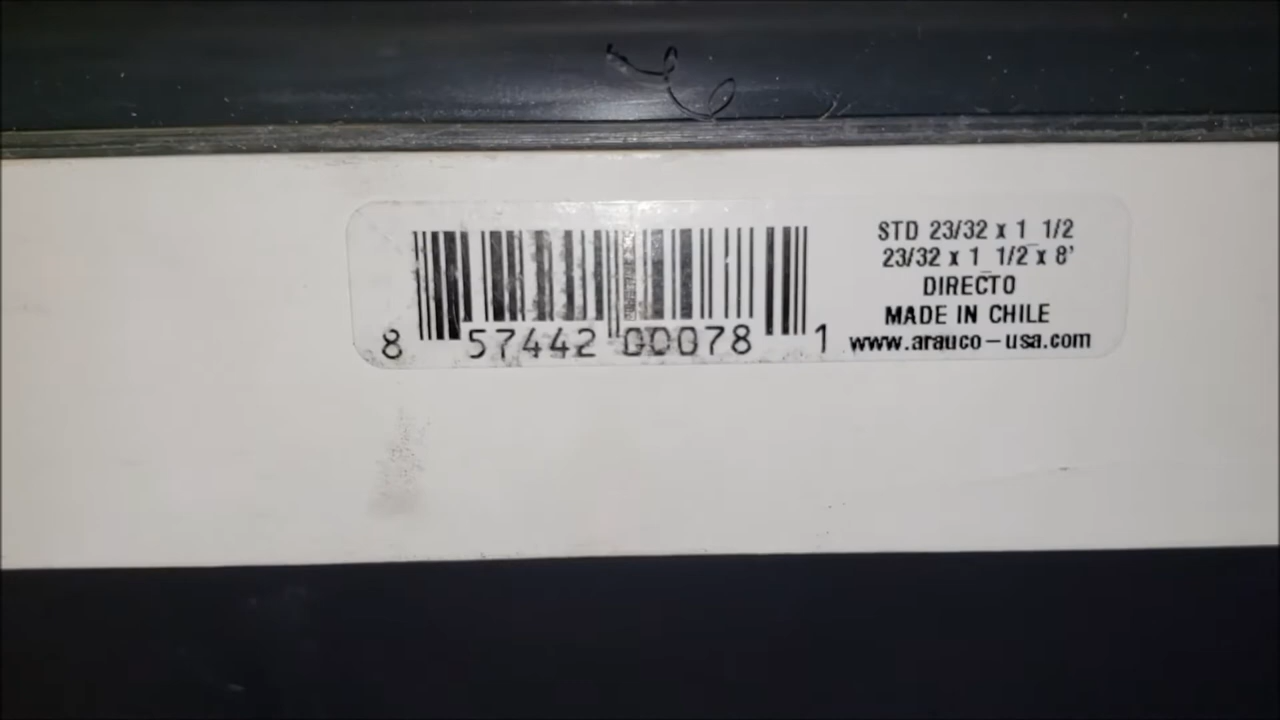 STD 23/32 x 1 1/2
23/32 x 1 1/2 x 8'
DIRECTO
MADE IN CHILE
www.arauco-usa.com
8 57442 00078 1